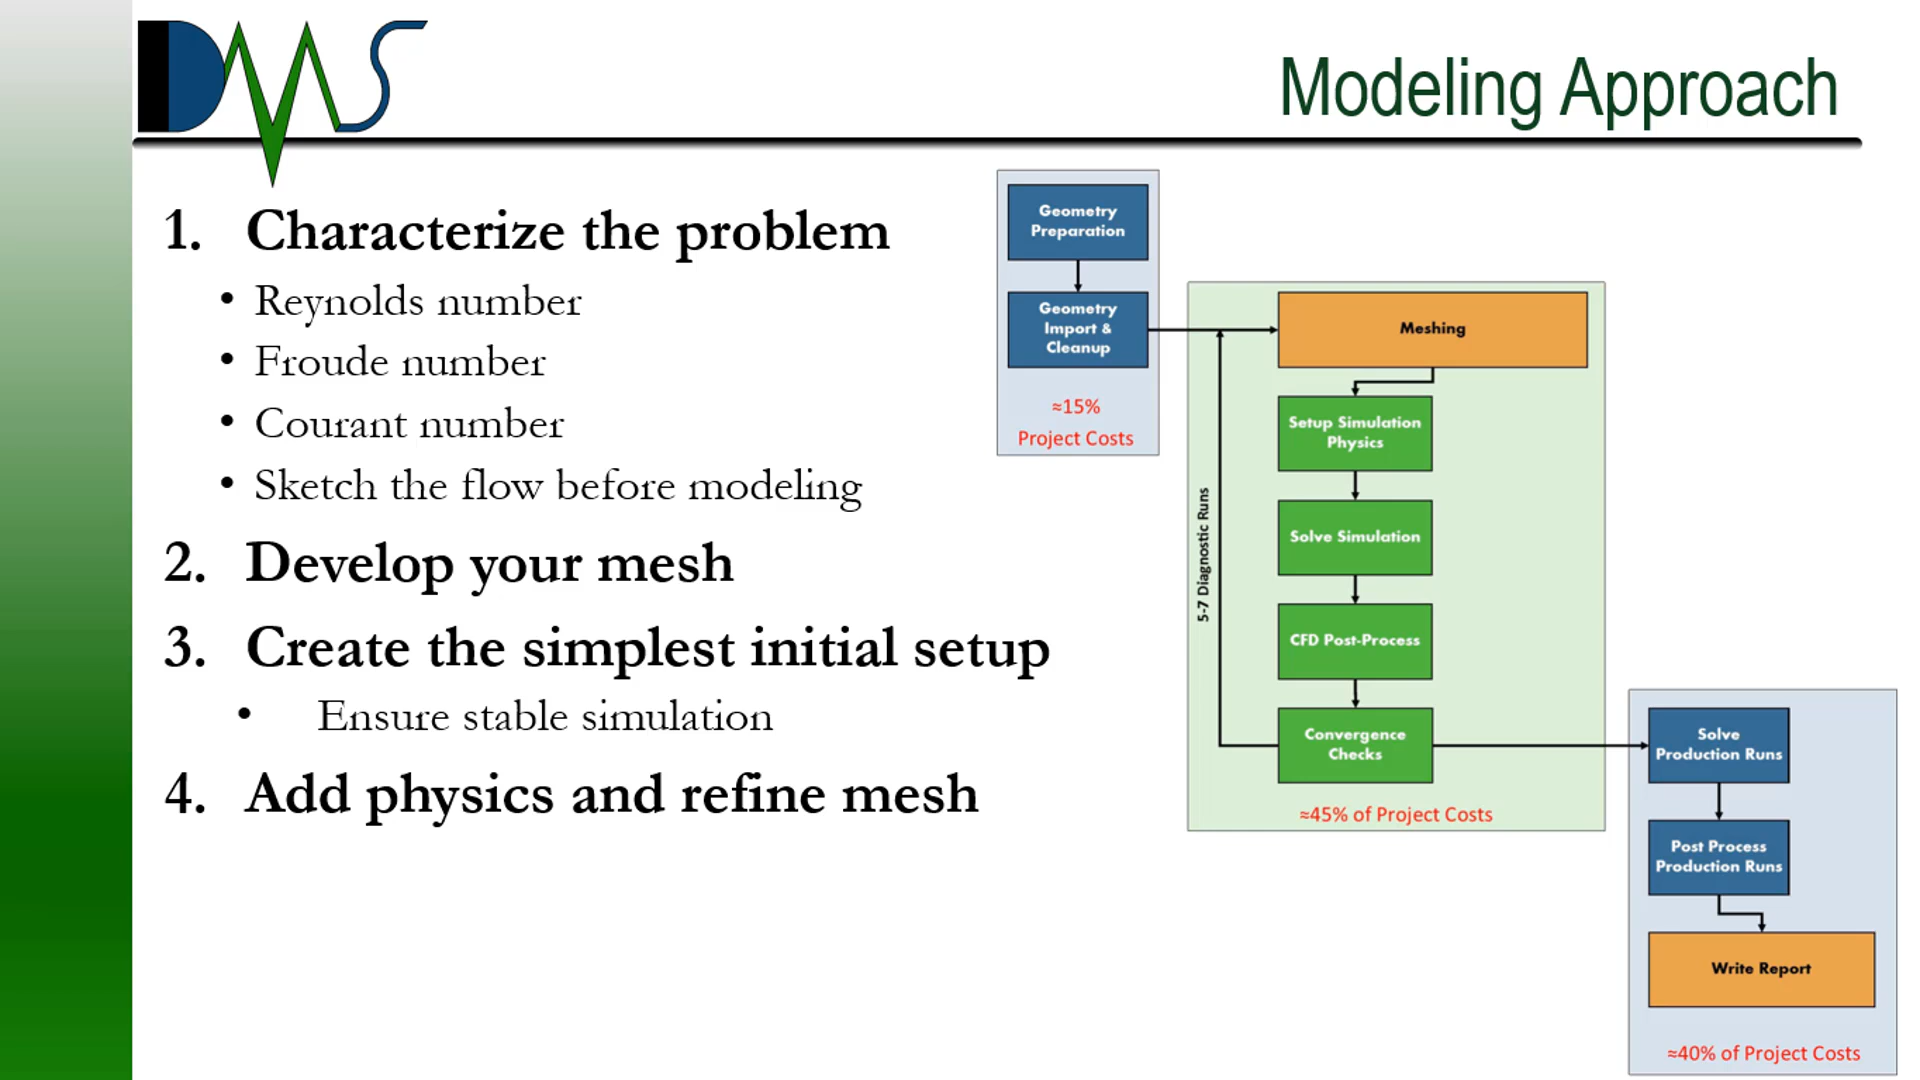 DMS
Modeling Approach
1. Characterize the problem
• Reynolds number
• Froude number
• Courant number
• Sketch the flow before modeling
2. Develop your mesh
3. Create the simplest initial setup
• Ensure stable simulation
4. Add physics and refine mesh
Geometry
Preparation
Geometry
Import &
Cleanup
≈15%
Project Costs
Meshing
Setup Simulation
Physics
Solve Simulation
CFD Post-Process
Convergence
Checks
5-7 Diagnostic Runs
≈45% of Project Costs
Solve
Production Runs
Post Process
Production Runs
Write Report
≈40% of Project Costs